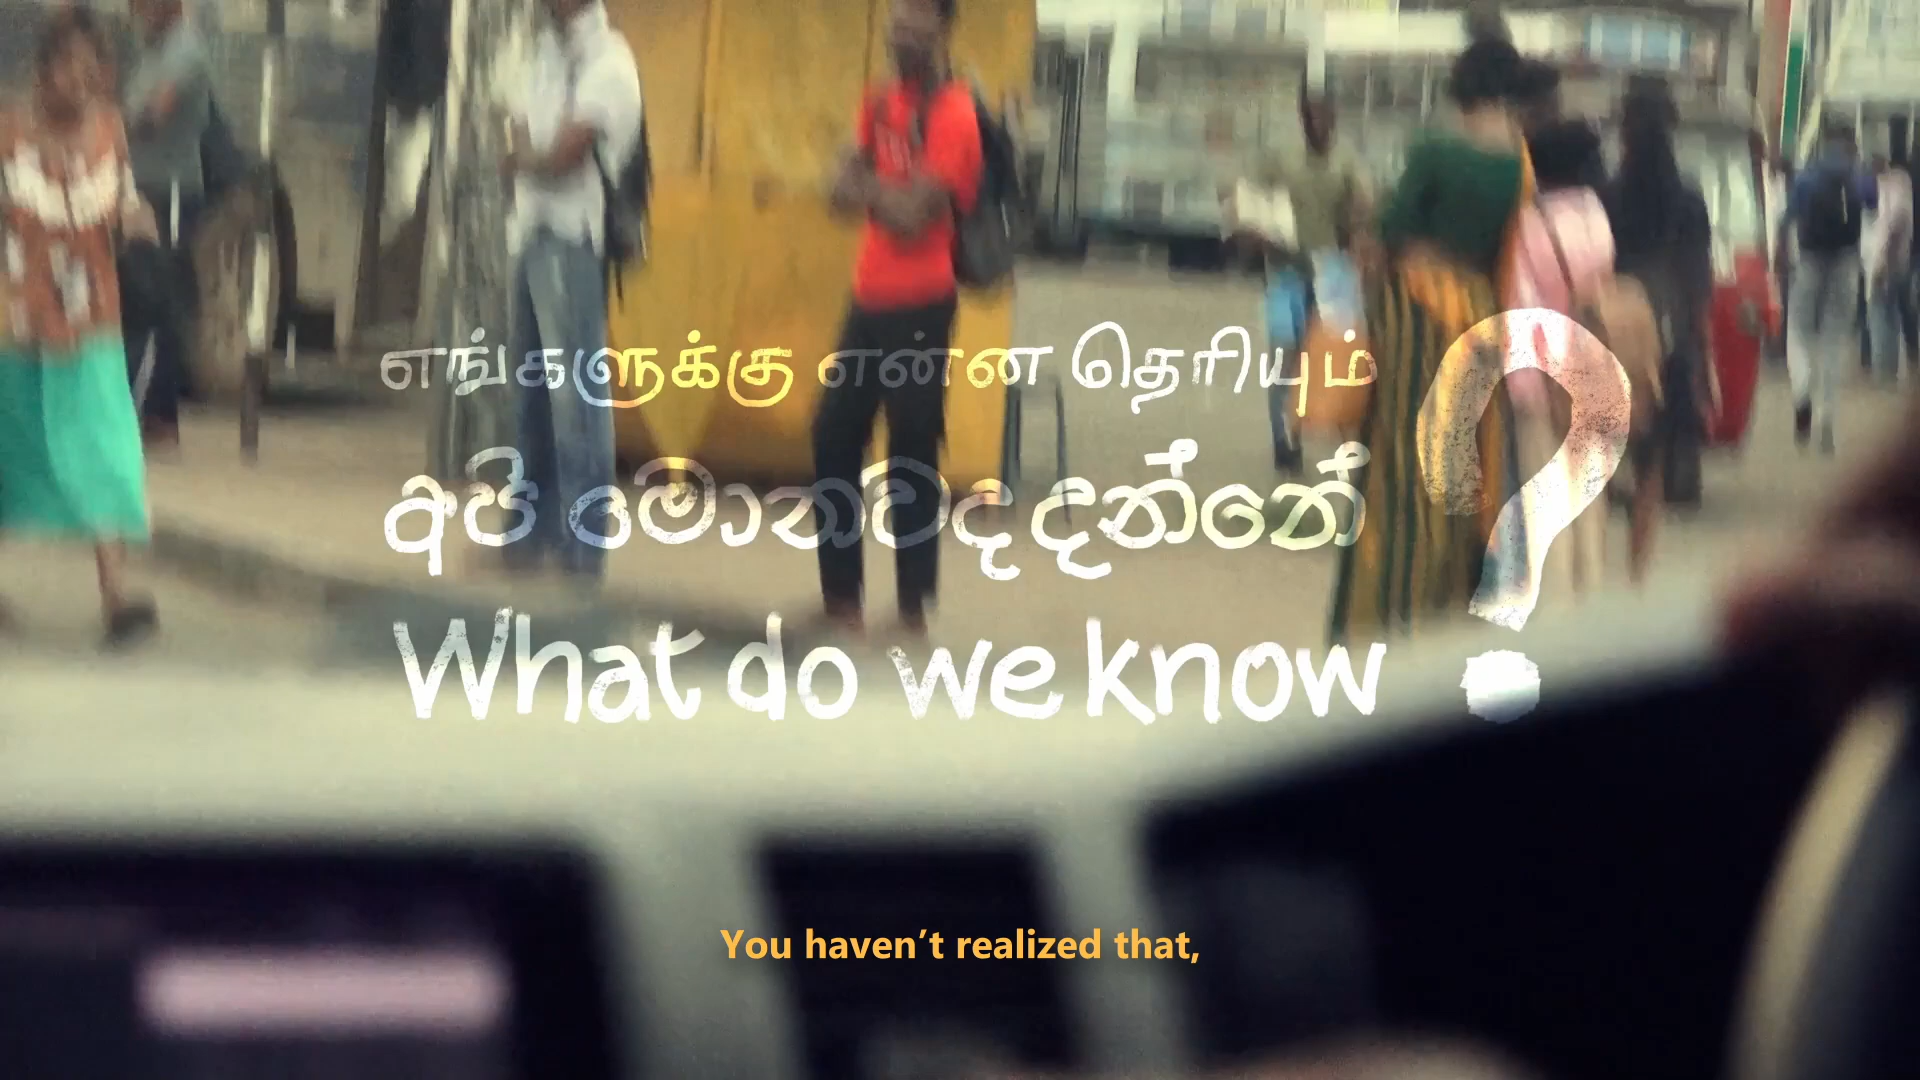 எங்களுக்கு என்ன தெரியும்
අපි මොනවද දන්නේ
What do we know?
You haven't realized that,